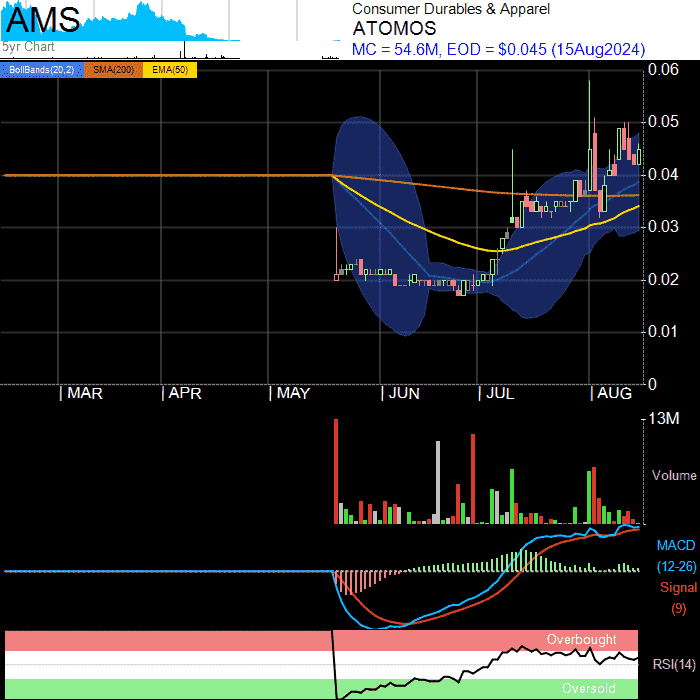 AMS
5yr Chart
Consumer Durables & Apparel
ATOMOS
MC = 54.6M, EOD = $0.045 (15Aug2024)
BollBands(20,2) SMA(200) EMA(50)
0.06
0.05
0.04
0.03
0.02
0.01
0
MAR APR MAY JUN JUL AUG
13M
Volume
MACD
(12-26)
Signal
(9)
Overbought
RSI(14)
Oversold